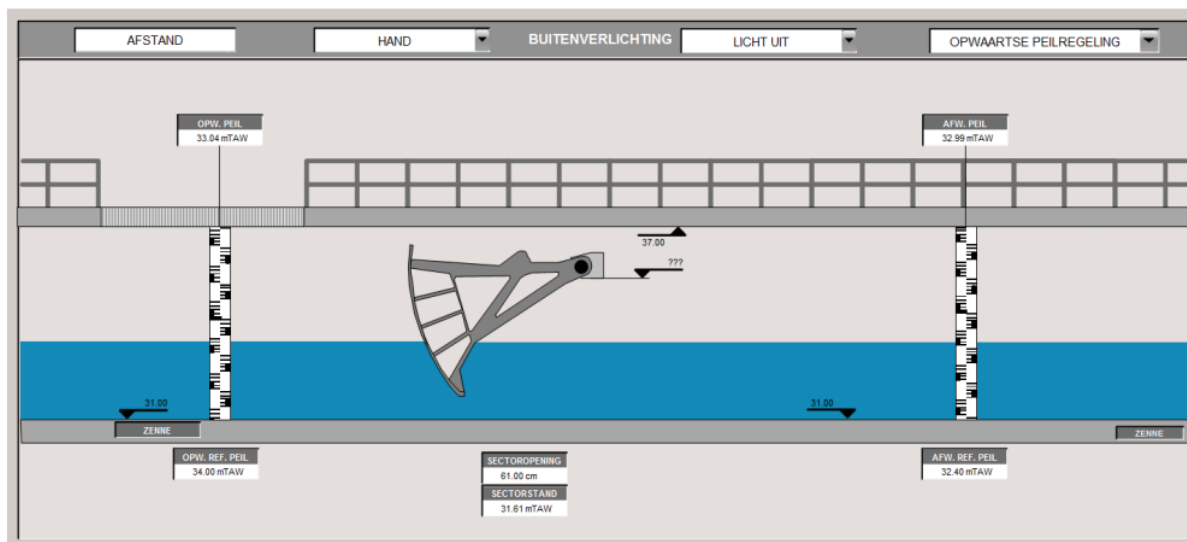 AFSTAND HAND BUITENVERLICHTING LICHT UIT OPWAARTSE PEILREGELING
OPW. PEIL
33.04 mTAW
AFW. PEIL
32.99 mTAW
37.00
???
31.00
31.00
ZENNE
ZENNE
OPW. REF. PEIL
34.00 mTAW
SECTOROPENING
61.00 cm
SECTORSTAND
31.61 mTAW
AFW. REF. PEIL
32.40 mTAW